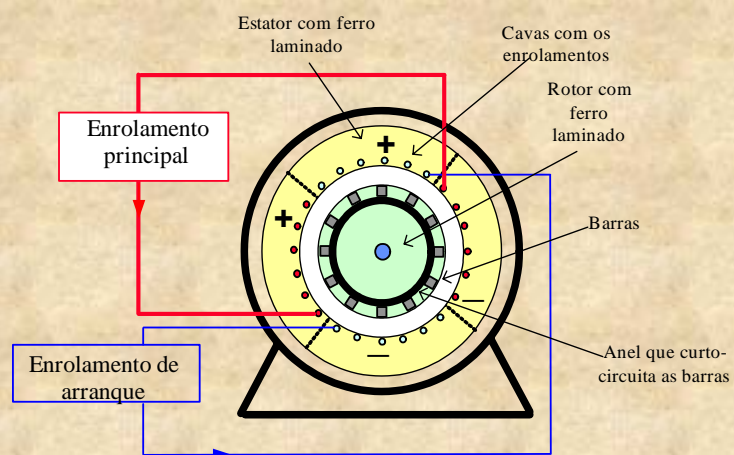 Estator com ferro
laminado
Cavas com os
enrolamentos
Rotor com
ferro
laminado
Enrolamento
principal
+
+
Barras
—
—
Anel que curto-
circuita as barras
Enrolamento de
arranque